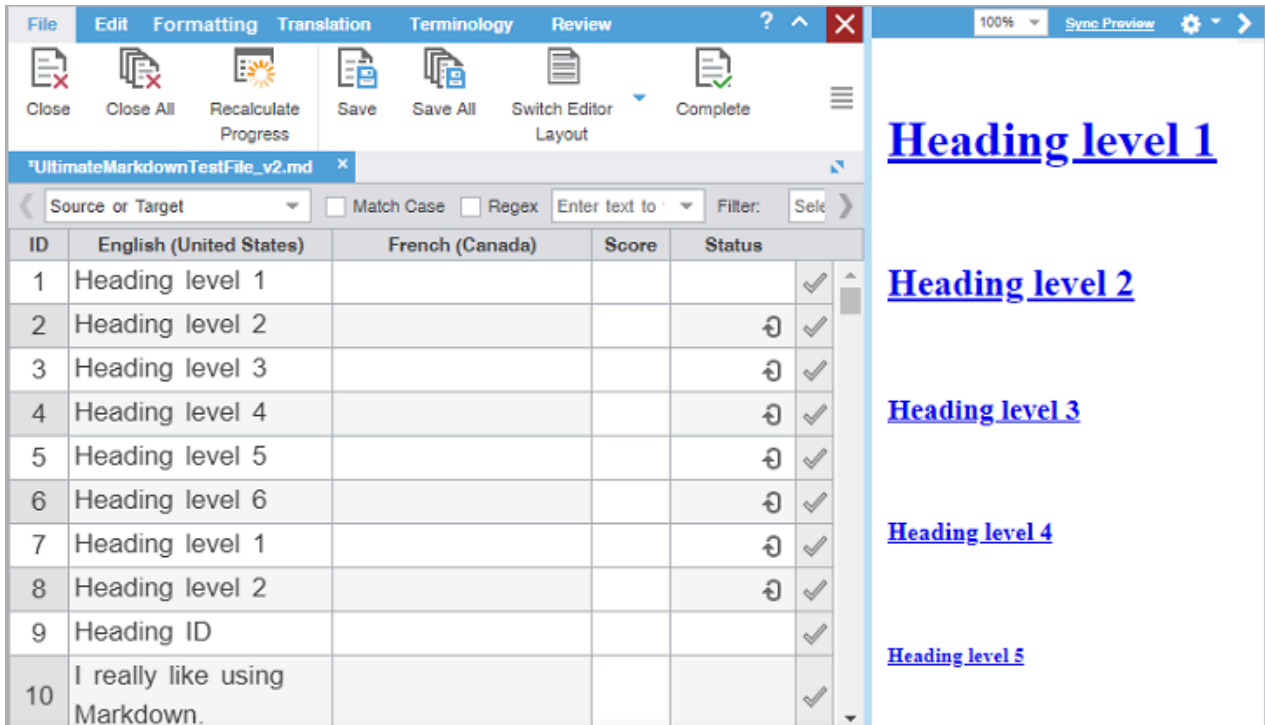 File Edit Formatting Translation Terminology Review ?
100% Sync Preview
Close Close All Recalculate Progress Save Save All Switch Editor Layout Complete
*UltimateMarkdownTestFile_v2.md ×
Source or Target Match Case Regex Enter text to Filter: Sele
ID English (United States) French (Canada) Score Status
1 Heading level 1
2 Heading level 2
3 Heading level 3
4 Heading level 4
5 Heading level 5
6 Heading level 6
7 Heading level 1
8 Heading level 2
9 Heading ID
10 I really like using
Markdown.
Heading level 1
Heading level 2
Heading level 3
Heading level 4
Heading level 5